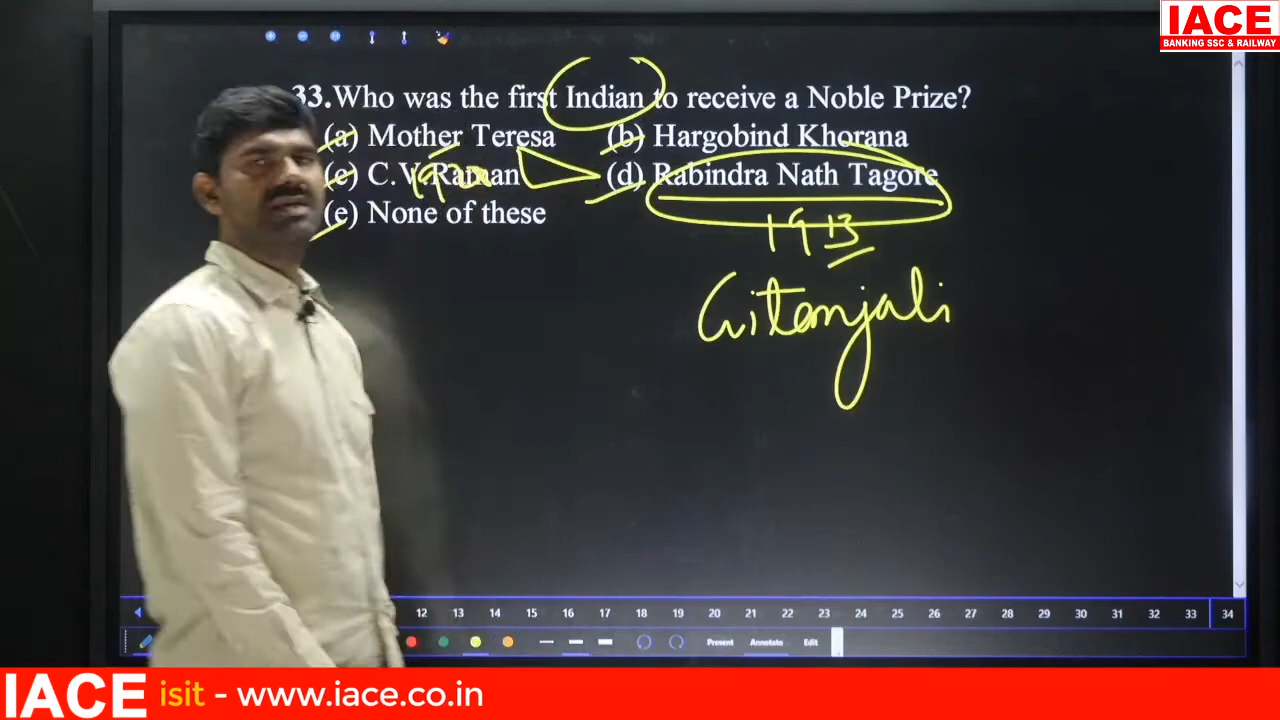 IACE
BANKING SSC & RAILWAY
33.Who was the first Indian to receive a Noble Prize?
(a) Mother Teresa (b) Hargobind Khorana
(c) C.V.Raman (d) Rabindra Nath Tagore
(e) None of these
1913
Gitanjali
12 13 14 15 16 17 18 19 20 21 22 23 24 25 26 27 28 29 30 31 32 33 34
Present Annotate Edit
IACE isit - www.iace.co.in